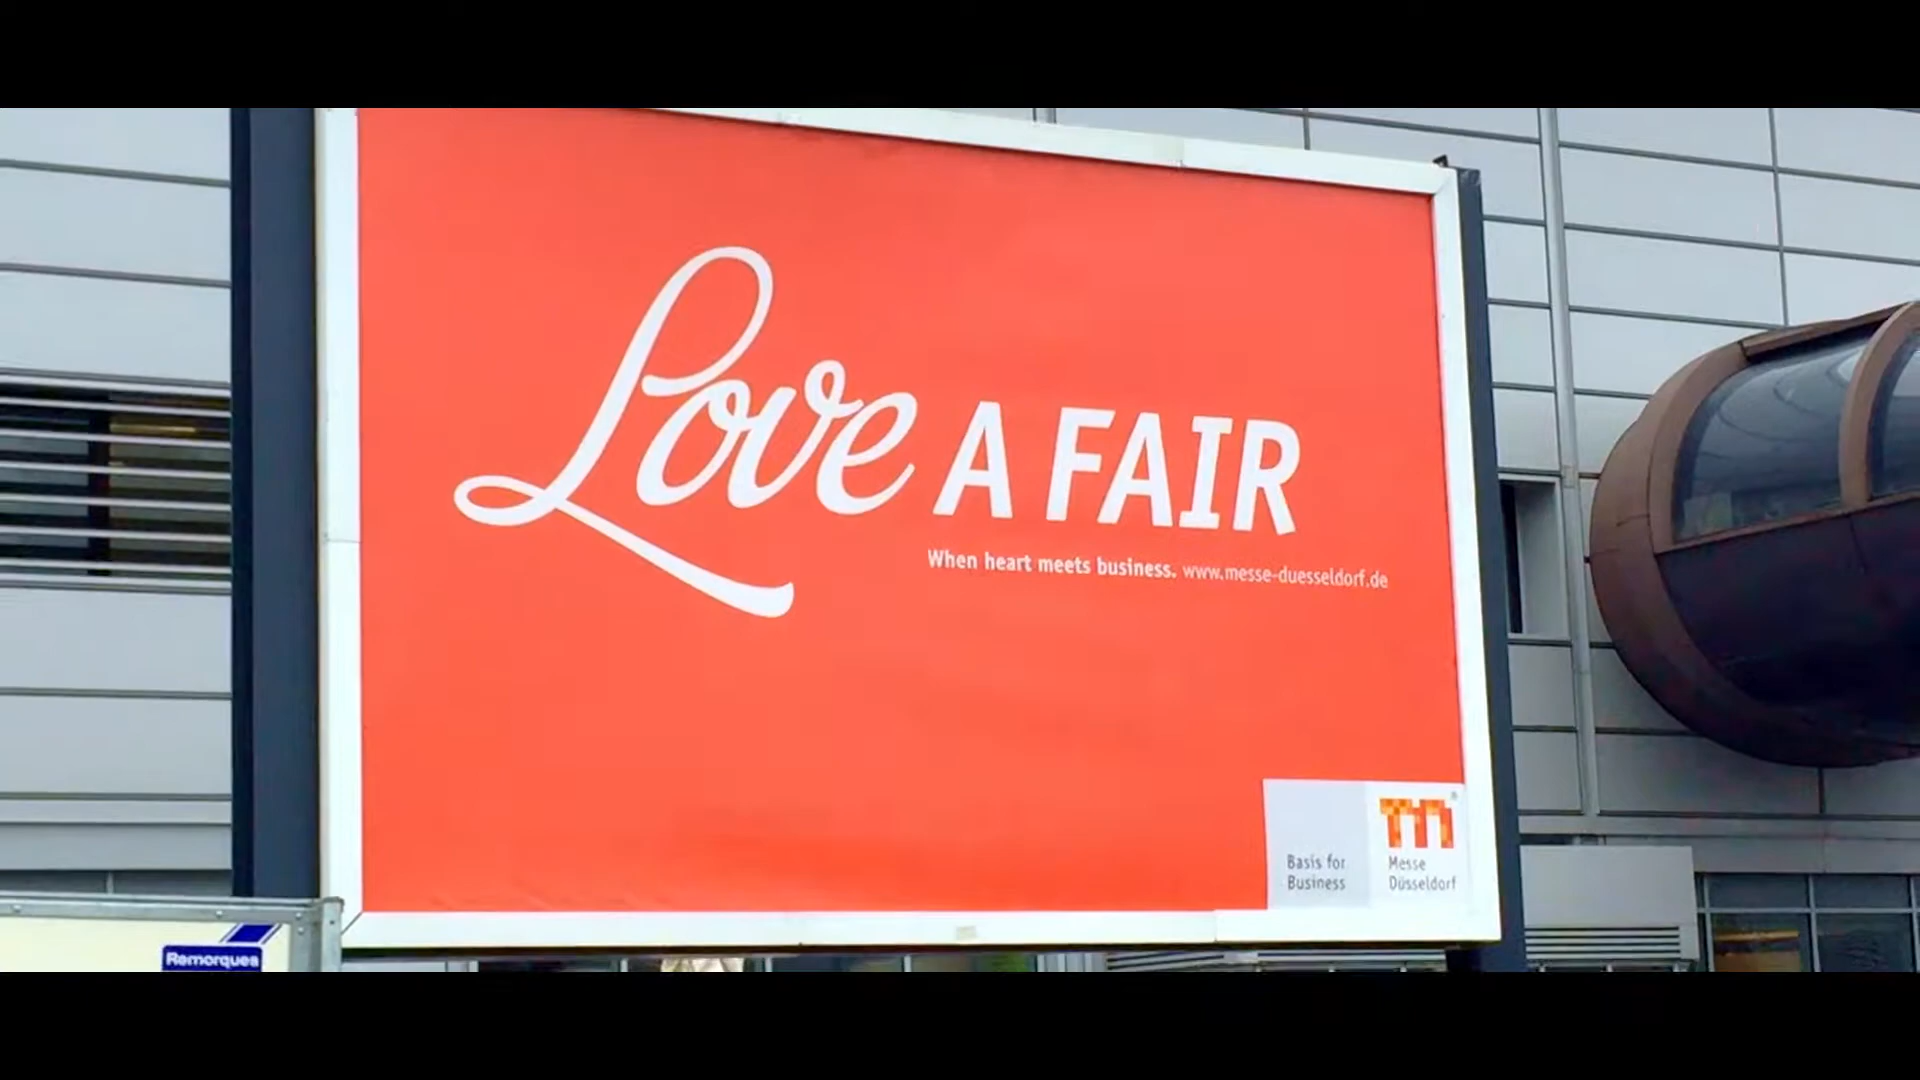 Love A FAIR
When heart meets business. www.messe-duesseldorf.de
Basis for
Business
Messe
Düsseldorf
Remorques